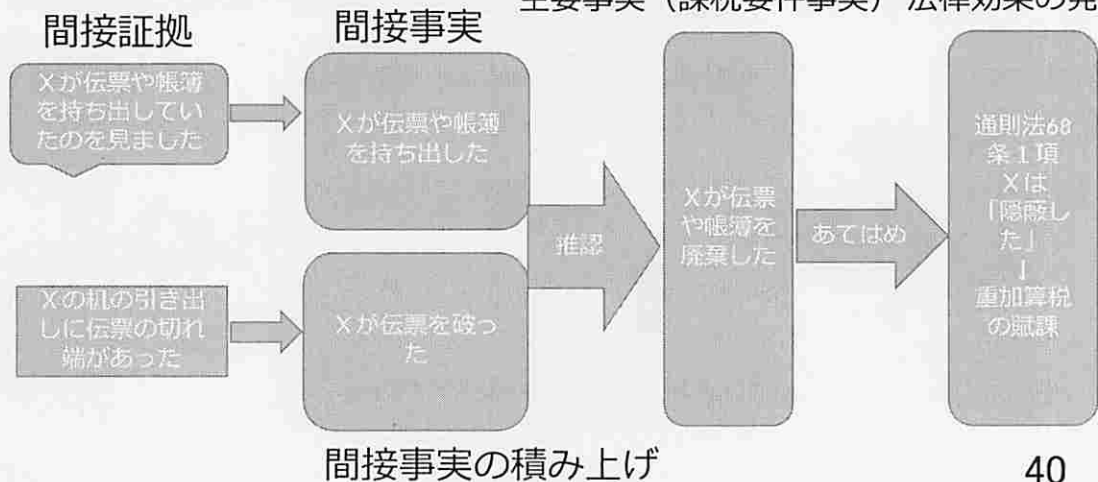 主要事実（課税要件事実） 法律効果の発
間接証拠
間接事実
Xが伝票や帳簿
を持ち出してい
たのを見ました
Xが伝票や帳簿
を持ち出した
Xの机の引き出
しに伝票の切れ
端があった
Xが伝票を破っ
た
推認
Xが伝票
や帳簿を
廃棄した
あてはめ
通則法68
条１項
Xは
「隠蔽し
た」
↓
重加算税
の賦課
間接事実の積み上げ
40